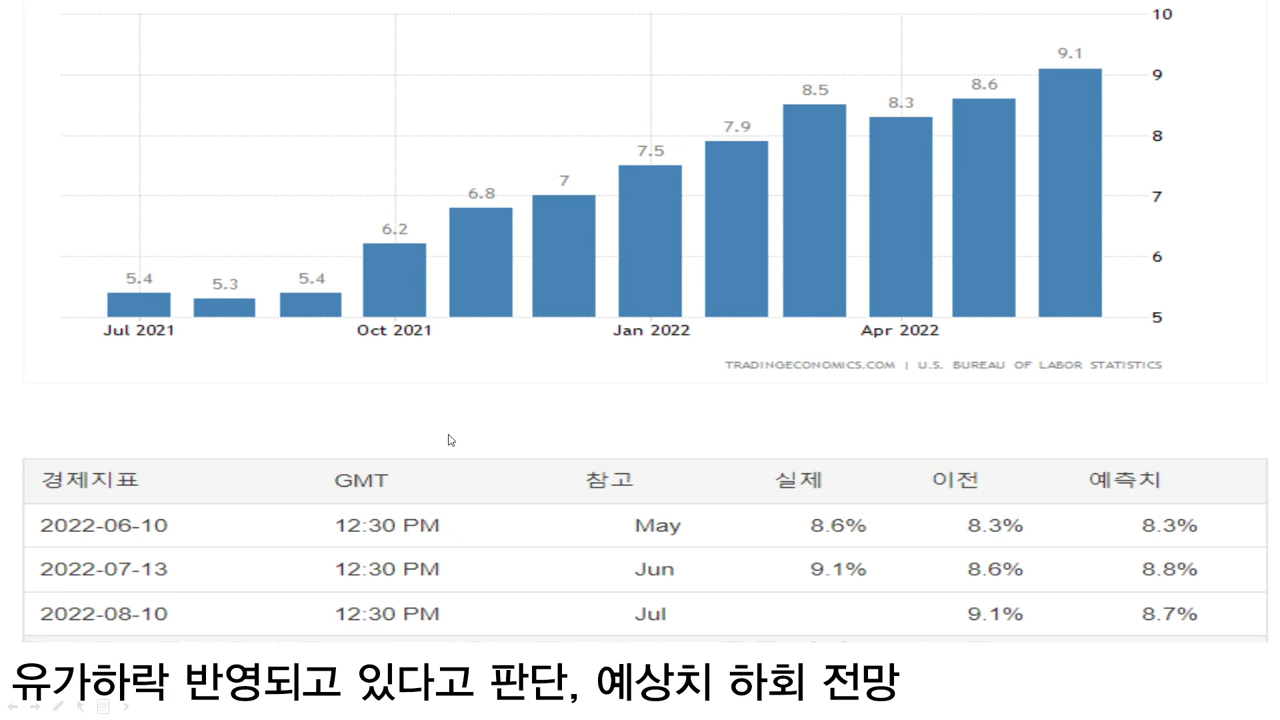 10
9.1
9
8.6
8.5
8.3
7.9
8
7.5
7
7
6.8
6.2
6
5.4
5.3
5.4
5
Jul 2021 Oct 2021 Jan 2022 Apr 2022
TRADINGECONOMICS.COM | U.S. BUREAU OF LABOR STATISTICS
경제지표 GMT 참고 실제 이전 예측치
2022-06-10 12:30 PM May 8.6% 8.3% 8.3%
2022-07-13 12:30 PM Jun 9.1% 8.6% 8.8%
2022-08-10 12:30 PM Jul 9.1% 8.7%
유가하락 반영되고 있다고 판단, 예상치 하회 전망